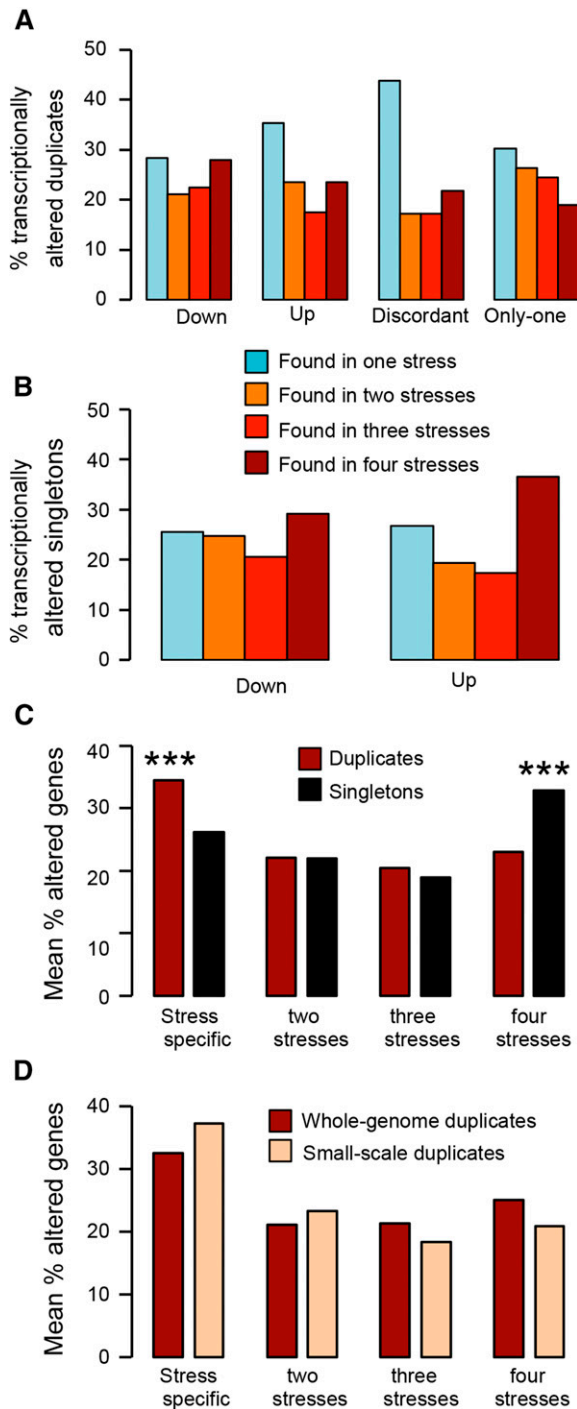 A
% transcriptionally
altered duplicates
50
40
30
20
10
0
Down
Up
Discordant
Only-one
Found in one stress
Found in two stresses
Found in three stresses
Found in four stresses
B
% transcriptionally
altered singletons
50
40
30
20
10
0
Down
Up
C
Mean % altered genes
40
30
20
10
0
***
***
Duplicates
Singletons
Stress
specific
two
stresses
three
stresses
four
stresses
D
Mean % altered genes
40
30
20
10
0
Whole-genome duplicates
Small-scale duplicates
Stress
specific
two
stresses
three
stresses
four
stresses